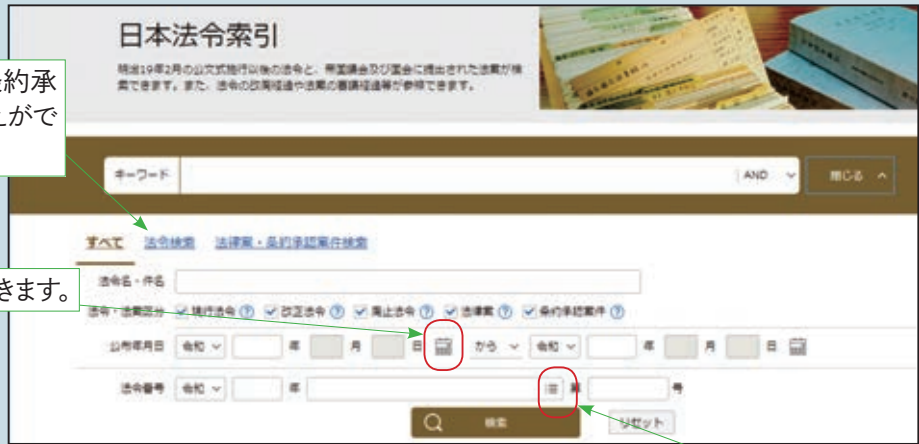 日本法令索引
明治19年2月の公文式施行以後の法令と、帝国議会及び国会に提出された法案が検
索できます。また、法令の改廃経過や法案の審議経過等が参照できます。
約承
えがで
キーワード AND 閉じる
すべて 法令検索 法律案・条約承認案件検索
法令名・件名
きます。
法令・法案区分 現行法令 ? 改正法令 ? 廃止法令 ? 法律案 ? 条約承認案件 ?
公布年月日 令和 年 月 日 から 令和 年 月 日
法令番号 令和 年 第 号
検索 リセット